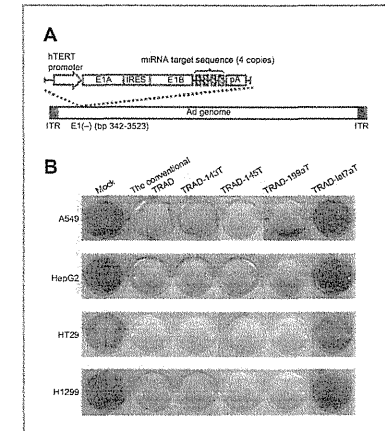 A
hTERT promoter
miRNA target sequence (4 copies)
E1A IRES E1B pA
Ad genome
ITR E1(–) (bp 342-3523) ITR
B
Mock The conventional TRAD TRAD-143T TRAD-145T TRAD-199aT TRAD-let7aT
A549
HepG2
HT29
H1299